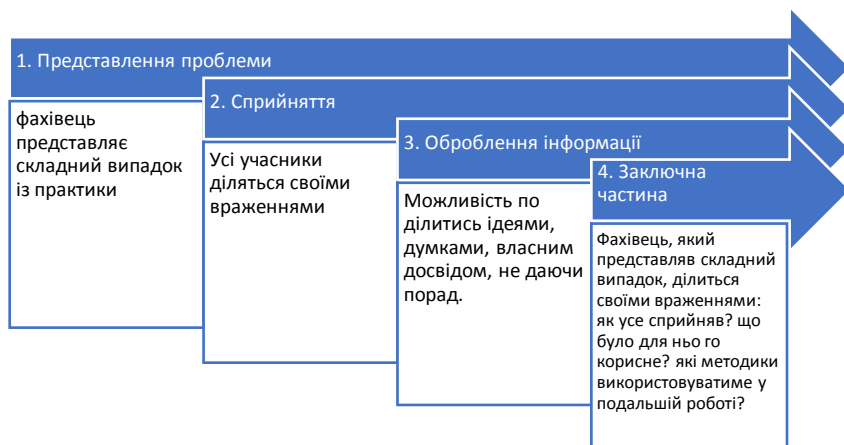 1. Представлення проблеми
фахівець
представляє
складний випадок
із практики
2. Сприйняття
Усі учасники
діляться своїми
враженнями
3. Оброблення інформації
Можливість по
ділитись ідеями,
думками, власним
досвідом, не даючи
порад.
4. Заключна
частина
Фахівець, який
представляв складний
випадок, ділиться
своїми враженнями:
як усе сприйняв? що
було для ньо го
корисне? які методики
використовуватиме у
подальшій роботі?